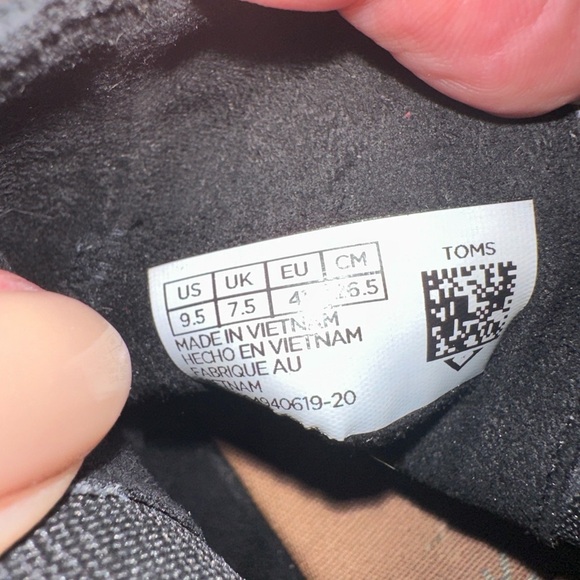 TOMS
US UK EU CM
9.5 7.5 26.5
MADE IN VIETNAM
HECHO EN VIETNAM
FABRIQUE AU
940619-20